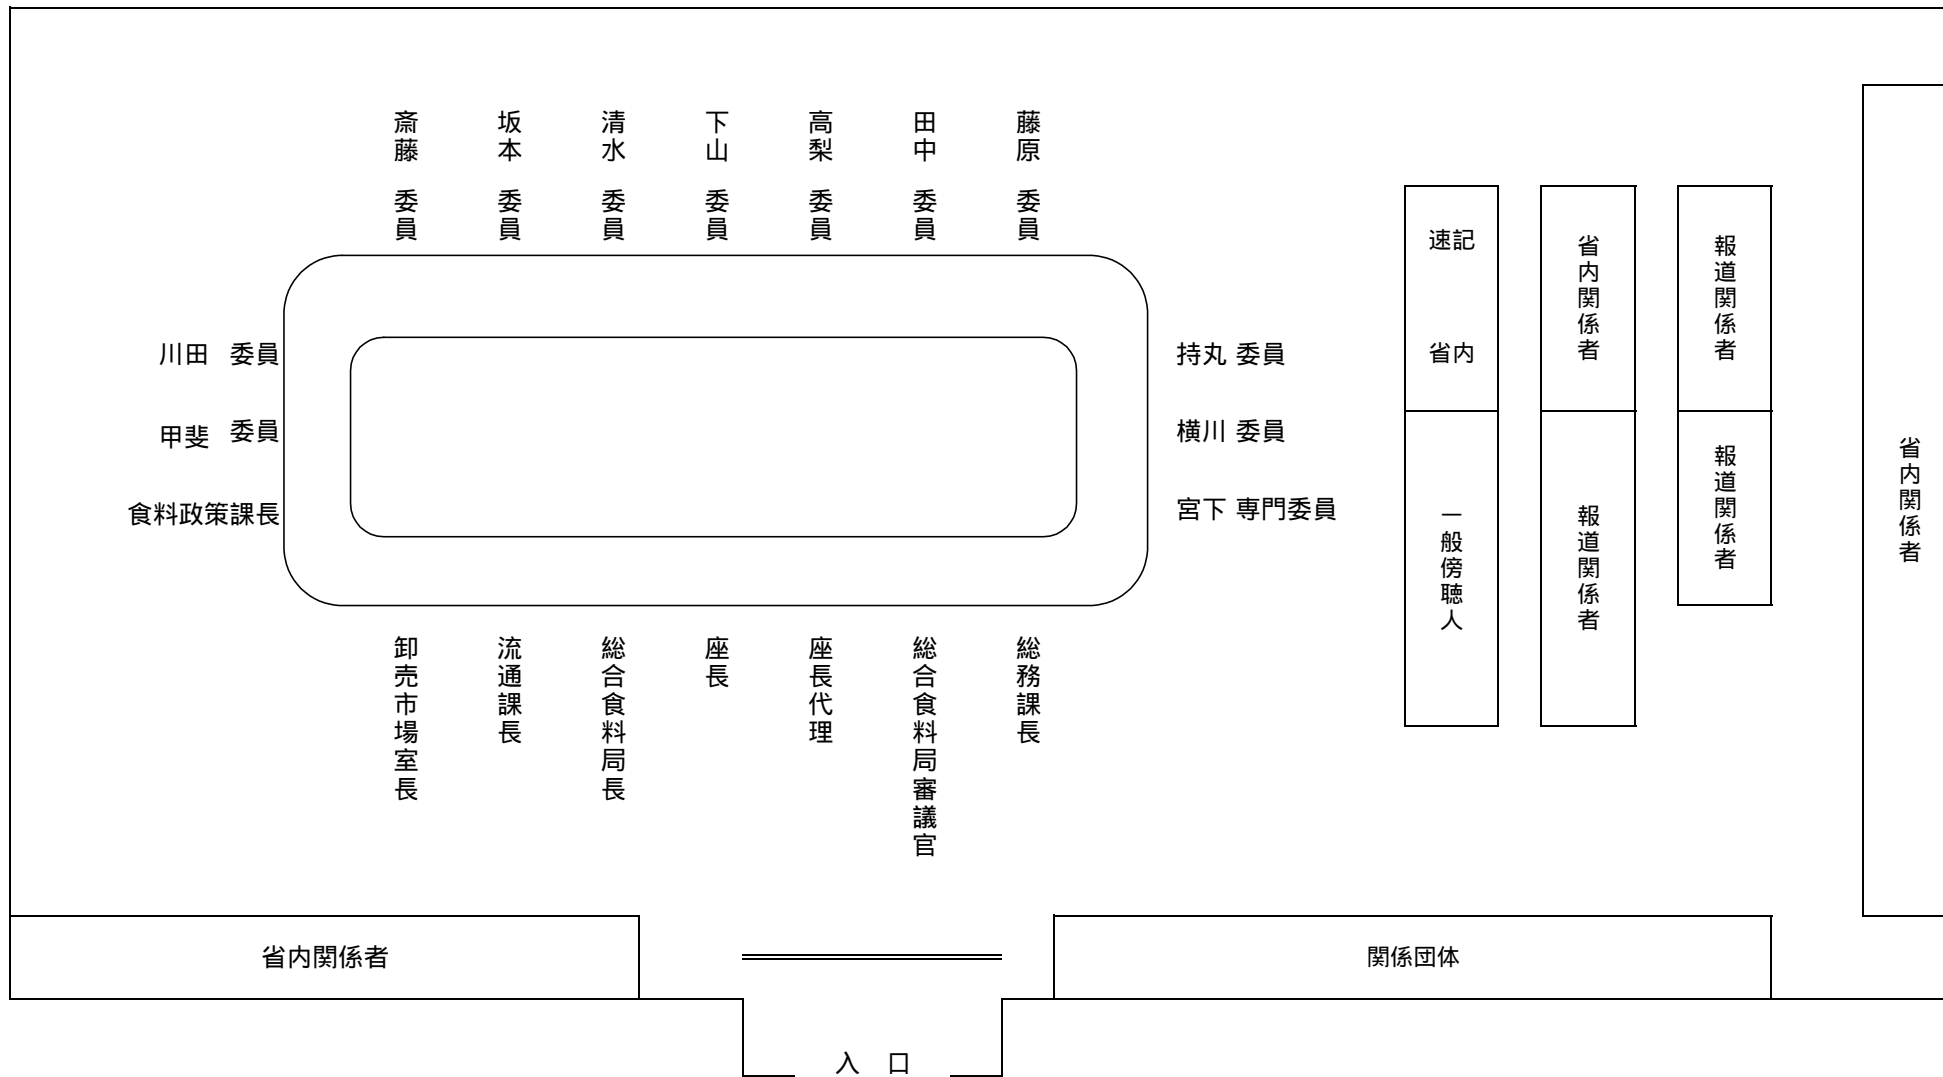 斎藤 委員
坂本 委員
清水 委員
下山 委員
高梨 委員
田中 委員
藤原 委員
川田 委員
甲斐 委員
食料政策課長
持丸 委員
横川 委員
宮下 専門委員
卸売市場室長
流通課長
総合食料局長
座長
座長代理
総合食料局審議官
総務課長
速記
省内
一般傍聴人
省内関係者
報道関係者
報道関係者
報道関係者
省内関係者
省内関係者
関係団体
入 口